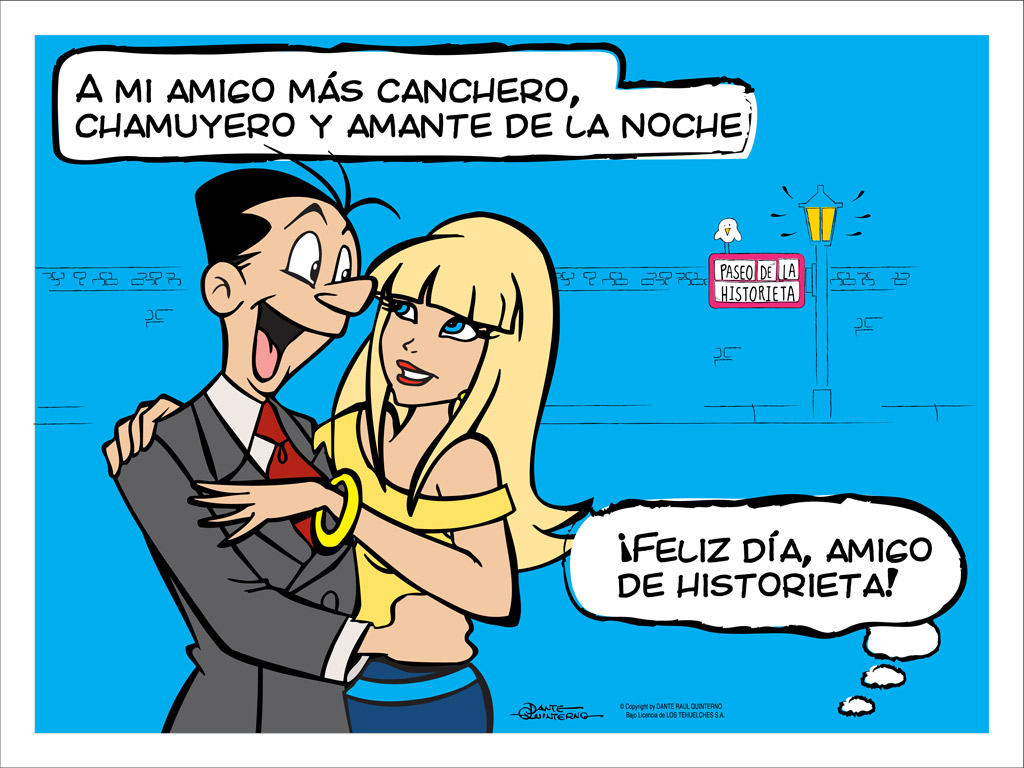 A MI AMIGO MÁS CANCHERO,
CHAMUYERO Y AMANTE DE LA NOCHE
PASEO DE LA
HISTORIETA
¡FELIZ DÍA, AMIGO
DE HISTORIETA!
DANTE
QUINTERNO
© Copyright by DANTE RAUL QUINTERNO
Bajo Licencia de LOS TEHUELCHES S.A.